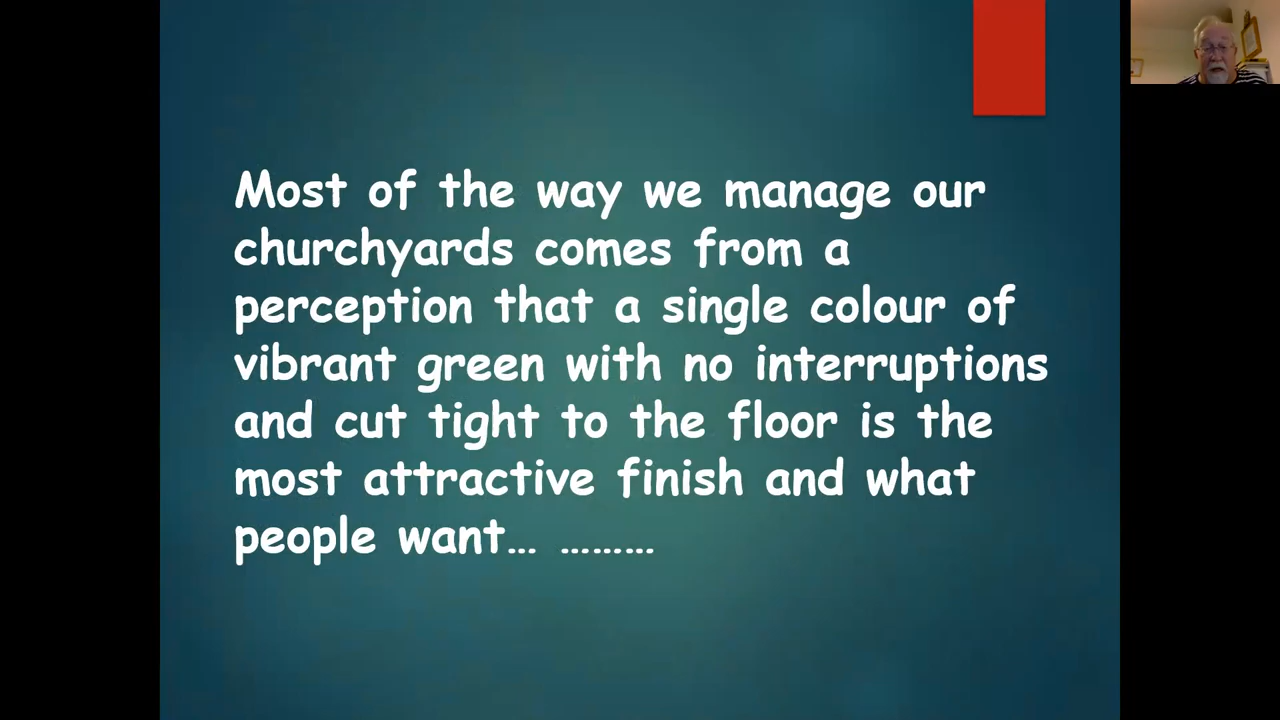 Most of the way we manage our
churchyards comes from a
perception that a single colour of
vibrant green with no interruptions
and cut tight to the floor is the
most attractive finish and what
people want… ………